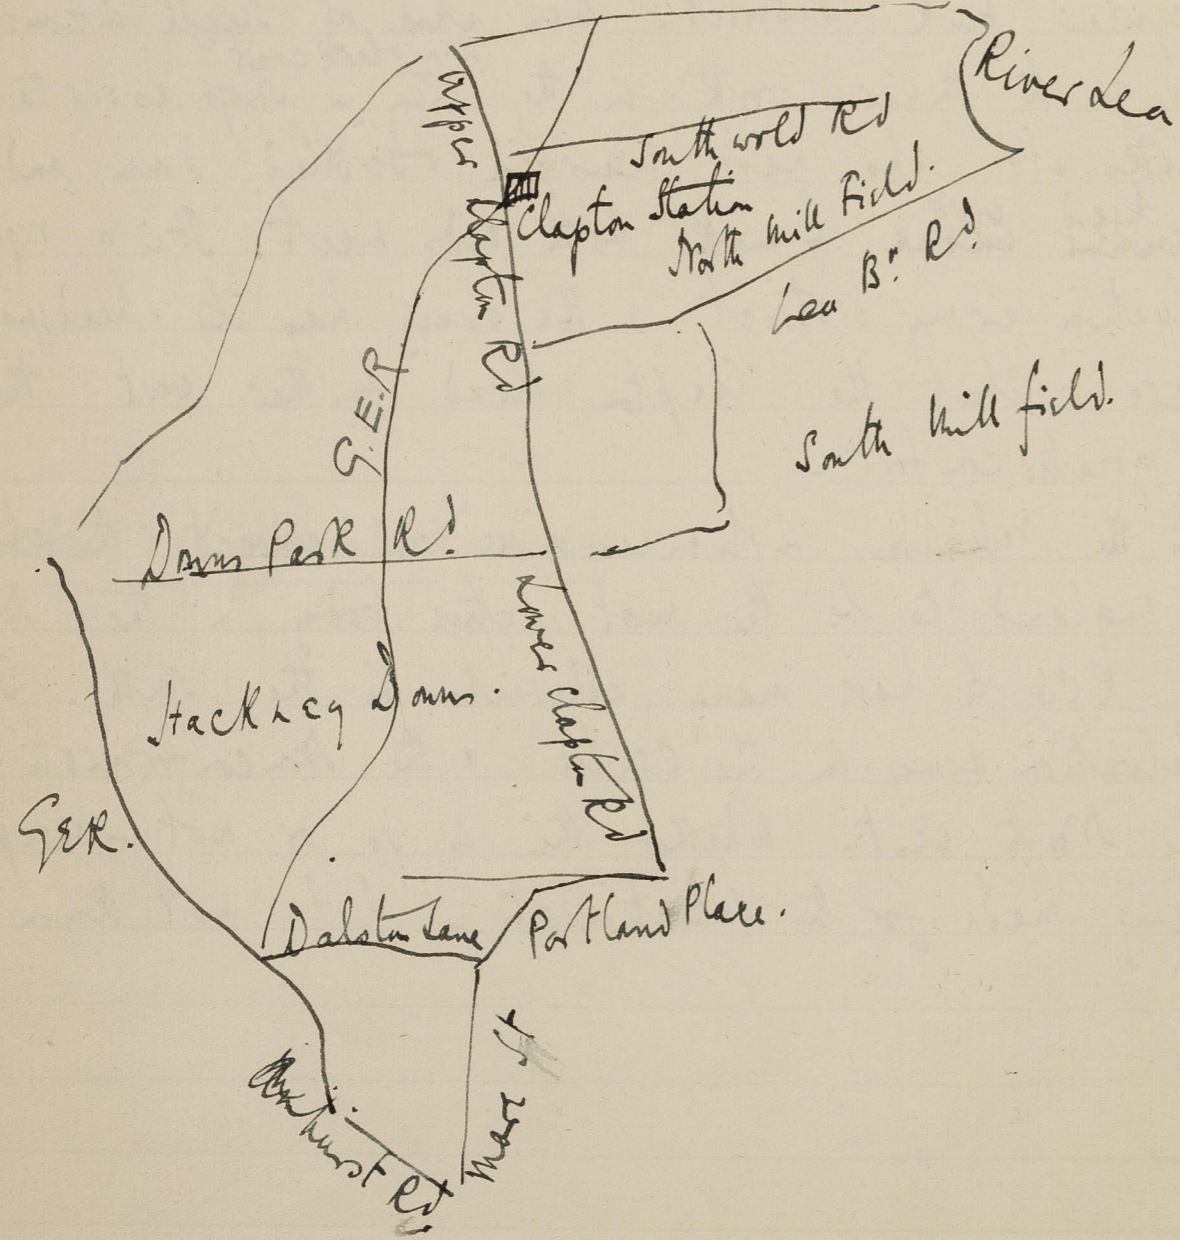 River Lea
Upper Clapton Rd
Southwold Rd
Clapton Station
North Mill Field.
Lea Br. Rd.
G.E.R
South Mill field.
Downs Park Rd.
Lower Clapton Rd
Hackney Downs.
GER.
Dalston Lane
Portland Place.
Mare St
Amhurst Rd.